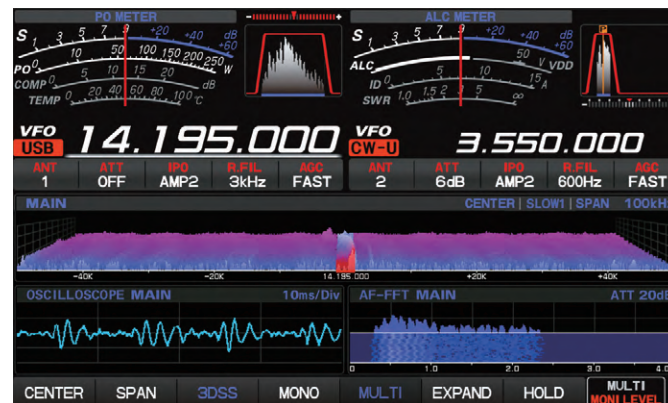 PO METER
S 1 3 5 7 9 +20 +40 +60 dB
PO 0 10 50 100 150 200 250 W
COMP 0 5 10 15 20 dB
TEMP 0 20 40 60 80 100 °C
- +
ALC METER
S 1 3 5 7 9 +20 +40 +60 dB
ALC 50 V VDD
ID 0 5 10 15 A
SWR 1.0 1.5 2 3 5 ∞
P
- +
VFO
USB 14.195.000
VFO
CW-U 3.550.000
ANT ATT IPO R.FIL AGC
1 OFF AMP2 3kHz FAST
ANT ATT IPO R.FIL AGC
2 6dB AMP2 600Hz FAST
MAIN CENTER | SLOW1 | SPAN 100kH
-40K -20K 14.195.000 +20K +40K
OSCILLOSCOPE MAIN 10ms/Div
AF-FFT MAIN ATT 20dB
0 1.0 2.0 3.0 4.0
CENTER SPAN 3DSS MONO MULTI EXPAND HOLD MULTI
MONI LEVEL